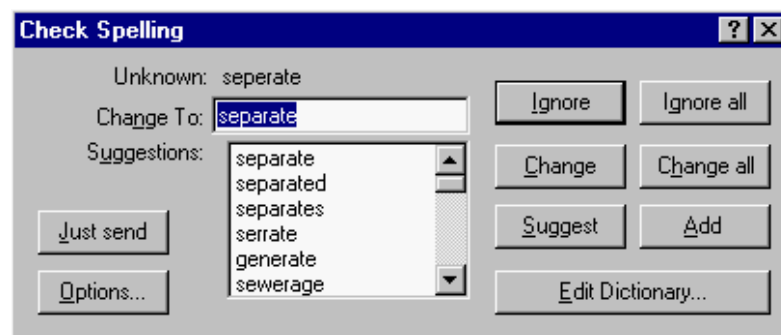 Check Spelling
Unknown: seperate
Change To: separate
Suggestions:
separate
separated
separates
serrate
generate
sewerage
Just send
Options...
Ignore
Ignore all
Change
Change all
Suggest
Add
Edit Dictionary...